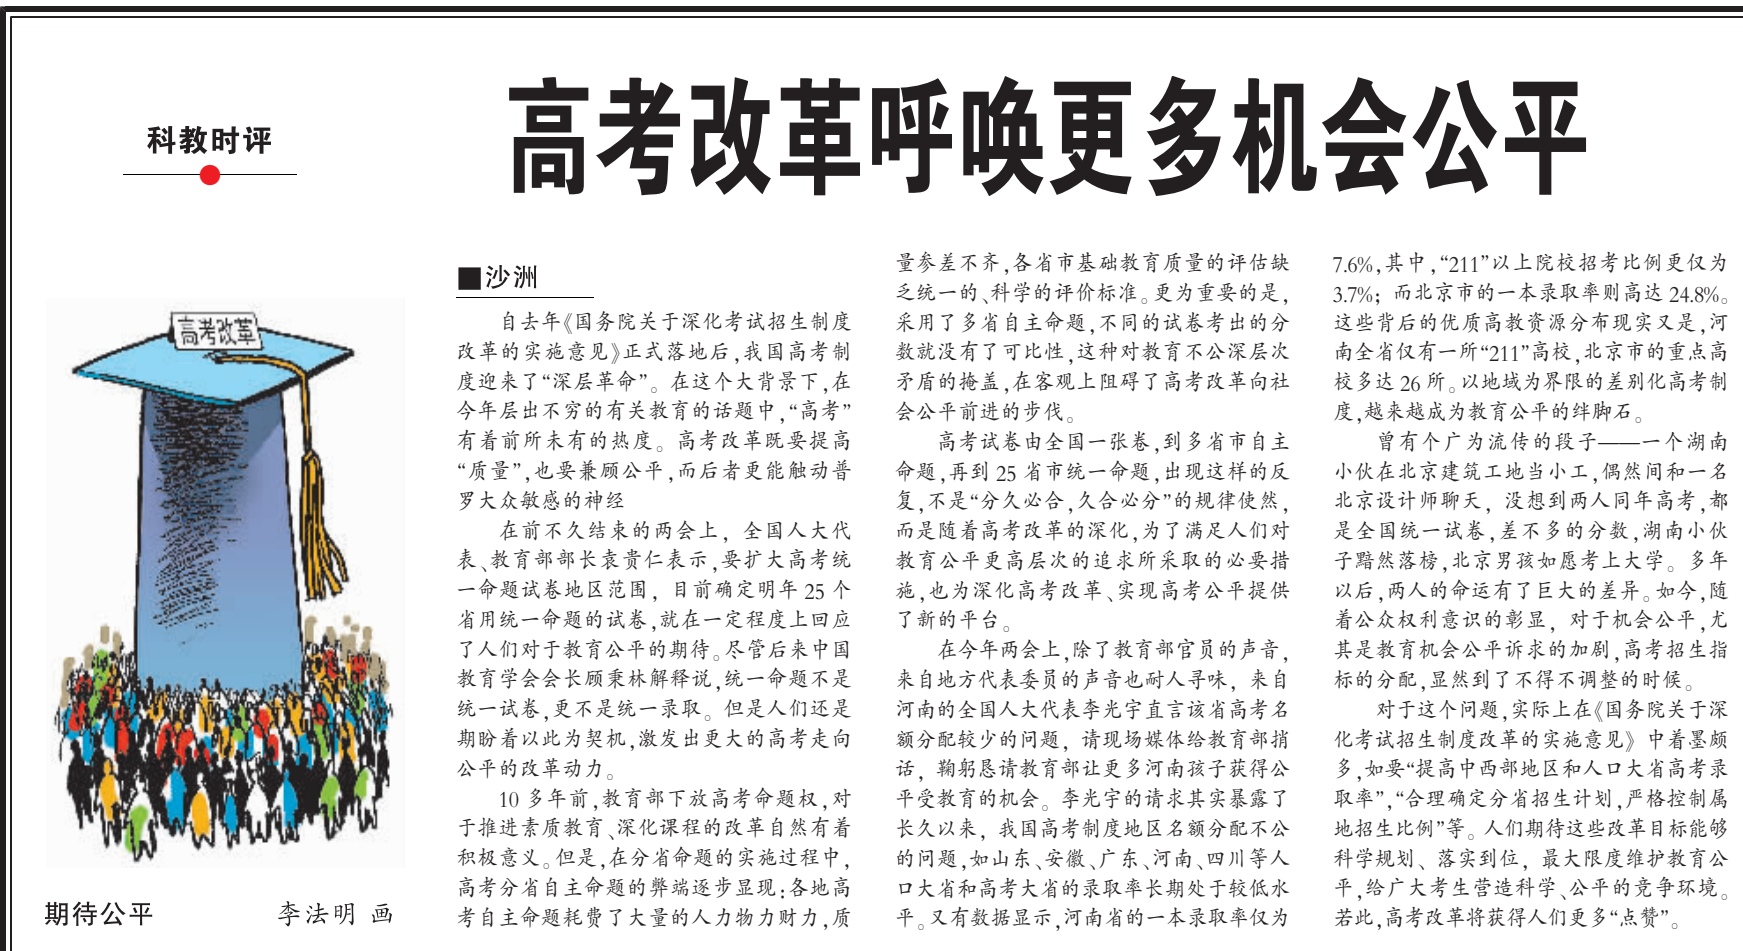 科教时评
高考改革呼唤更多机会公平
高考改革
期待公平 李法明 画
■沙洲
自去年《国务院关于深化考试招生制度
改革的实施意见》正式落地后,我国高考制
度迎来了“深层革命”。在这个大背景下,在
今年层出不穷的有关教育的话题中,“高考”
有着前所未有的热度。高考改革既要提高
“质量”,也要兼顾公平,而后者更能触动普
罗大众敏感的神经
在前不久结束的两会上，全国人大代
表、教育部部长袁贵仁表示,要扩大高考统
一命题试卷地区范围，目前确定明年 25 个
省用统一命题的试卷,就在一定程度上回应
了人们对于教育公平的期待。尽管后来中国
教育学会会长顾秉林解释说,统一命题不是
统一试卷,更不是统一录取。但是人们还是
期盼着以此为契机,激发出更大的高考走向
公平的改革动力。
10 多年前,教育部下放高考命题权,对
于推进素质教育、深化课程的改革自然有着
积极意义。但是,在分省命题的实施过程中,
高考分省自主命题的弊端逐步显现:各地高
考自主命题耗费了大量的人力物力财力,质
量参差不齐,各省市基础教育质量的评估缺
乏统一的、科学的评价标准。更为重要的是,
采用了多省自主命题,不同的试卷考出的分
数就没有了可比性,这种对教育不公深层次
矛盾的掩盖,在客观上阻碍了高考改革向社
会公平前进的步伐。
高考试卷由全国一张卷,到多省市自主
命题,再到 25 省市统一命题,出现这样的反
复,不是“分久必合,久合必分”的规律使然,
而是随着高考改革的深化,为了满足人们对
教育公平更高层次的追求所采取的必要措
施,也为深化高考改革、实现高考公平提供
了新的平台。
在今年两会上,除了教育部官员的声音,
来自地方代表委员的声音也耐人寻味，来自
河南的全国人大代表李光宇直言该省高考名
额分配较少的问题，请现场媒体给教育部捎
话，鞠躬恳请教育部让更多河南孩子获得公
平受教育的机会。李光宇的请求其实暴露了
长久以来，我国高考制度地区名额分配不公
的问题,如山东、安徽、广东、河南、四川等人
口大省和高考大省的录取率长期处于较低水
平。又有数据显示,河南省的一本录取率仅为
7.6%,其中,“211”以上院校招考比例更仅为
3.7%；而北京市的一本录取率则高达 24.8%。
这些背后的优质高教资源分布现实又是,河
南全省仅有一所“211”高校,北京市的重点高
校多达 26 所。以地域为界限的差别化高考制
度,越来越成为教育公平的绊脚石。
曾有个广为流传的段子——一个湖南
小伙在北京建筑工地当小工,偶然间和一名
北京设计师聊天，没想到两人同年高考,都
是全国统一试卷,差不多的分数,湖南小伙
子黯然落榜,北京男孩如愿考上大学。多年
以后,两人的命运有了巨大的差异。如今,随
着公众权利意识的彰显，对于机会公平,尤
其是教育机会公平诉求的加剧,高考招生指
标的分配,显然到了不得不调整的时候。
对于这个问题,实际上在《国务院关于深
化考试招生制度改革的实施意见》中着墨颇
多,如要“提高中西部地区和人口大省高考录
取率”,“合理确定分省招生计划,严格控制属
地招生比例”等。人们期待这些改革目标能够
科学规划、落实到位，最大限度维护教育公
平,给广大考生营造科学、公平的竞争环境。
若此,高考改革将获得人们更多“点赞”。